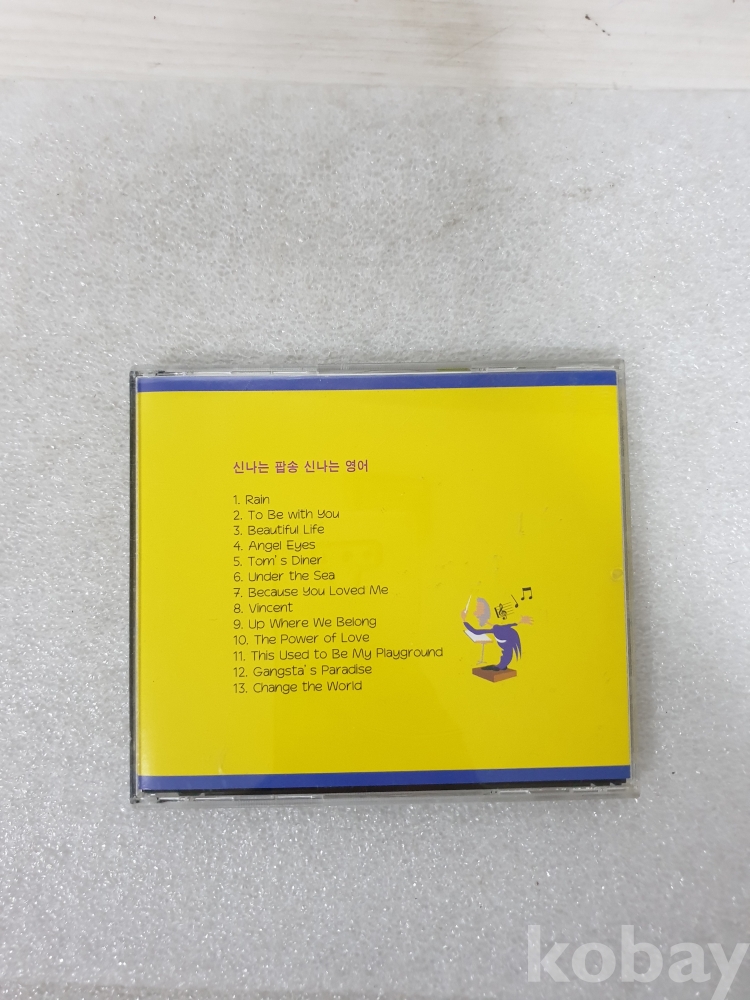 신나는 팝송 신나는 영어
1. Rain
2. To Be with You
3. Beautiful Life
4. Angel Eyes
5. Tom's Diner
6. Under the Sea
7. Because You Loved Me
8. Vincent
9. Up Where We Belong
10. The Power of Love
11. This Used to Be My Playground
12. Gangsta's Paradise
13. Change the World
kobay